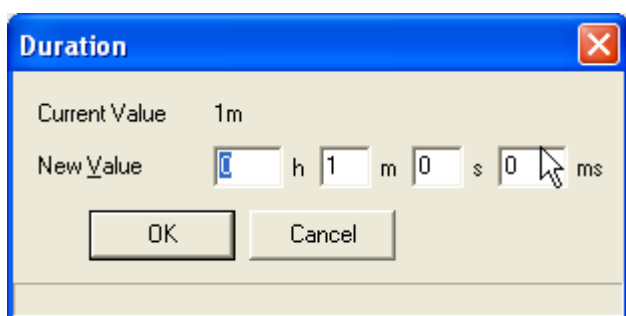 Duration
Current Value 1m
New Value 0 h 1 m 0 s 0 ms
OK Cancel